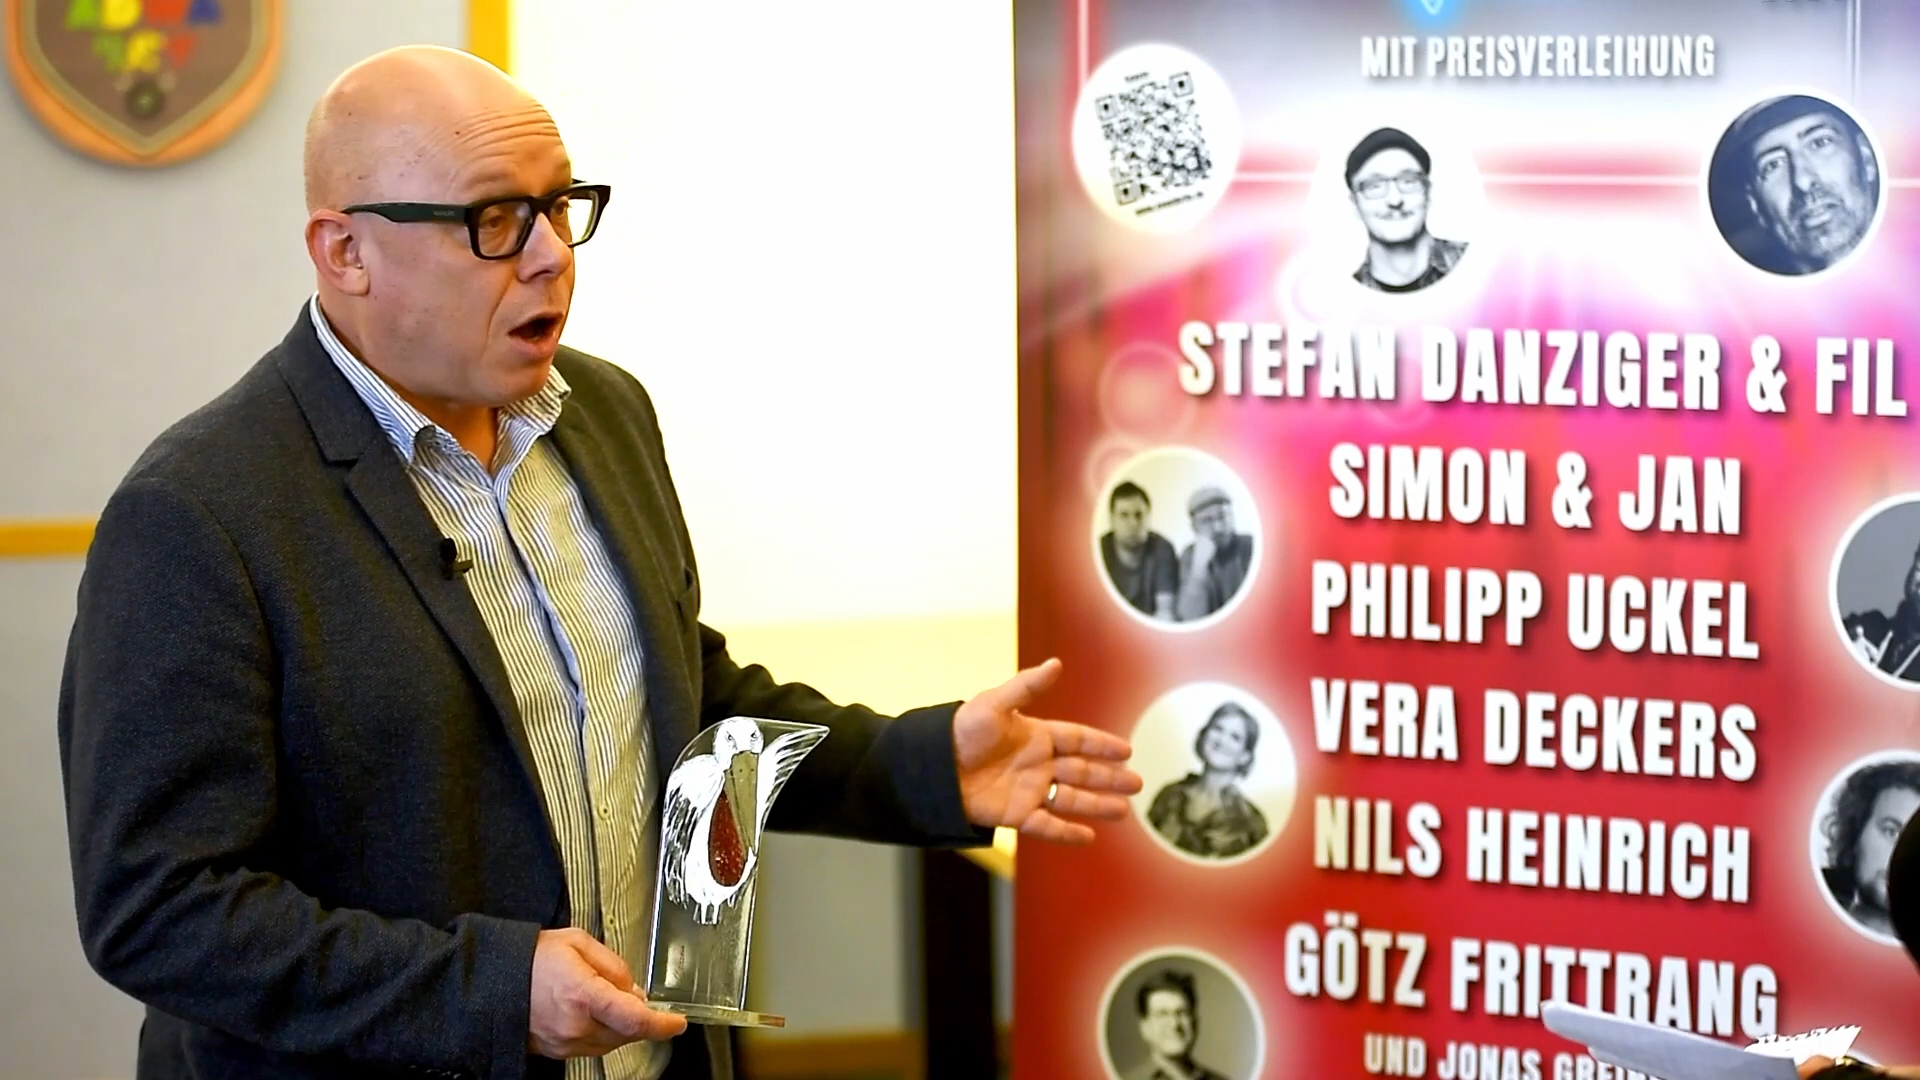 MIT PREISVERLEIHUNG
STEFAN DANZIGER & FIL
SIMON & JAN
PHILIPP UCKEL
VERA DECKERS
NILS HEINRICH
GÖTZ FRITTRANG
UND JONAS